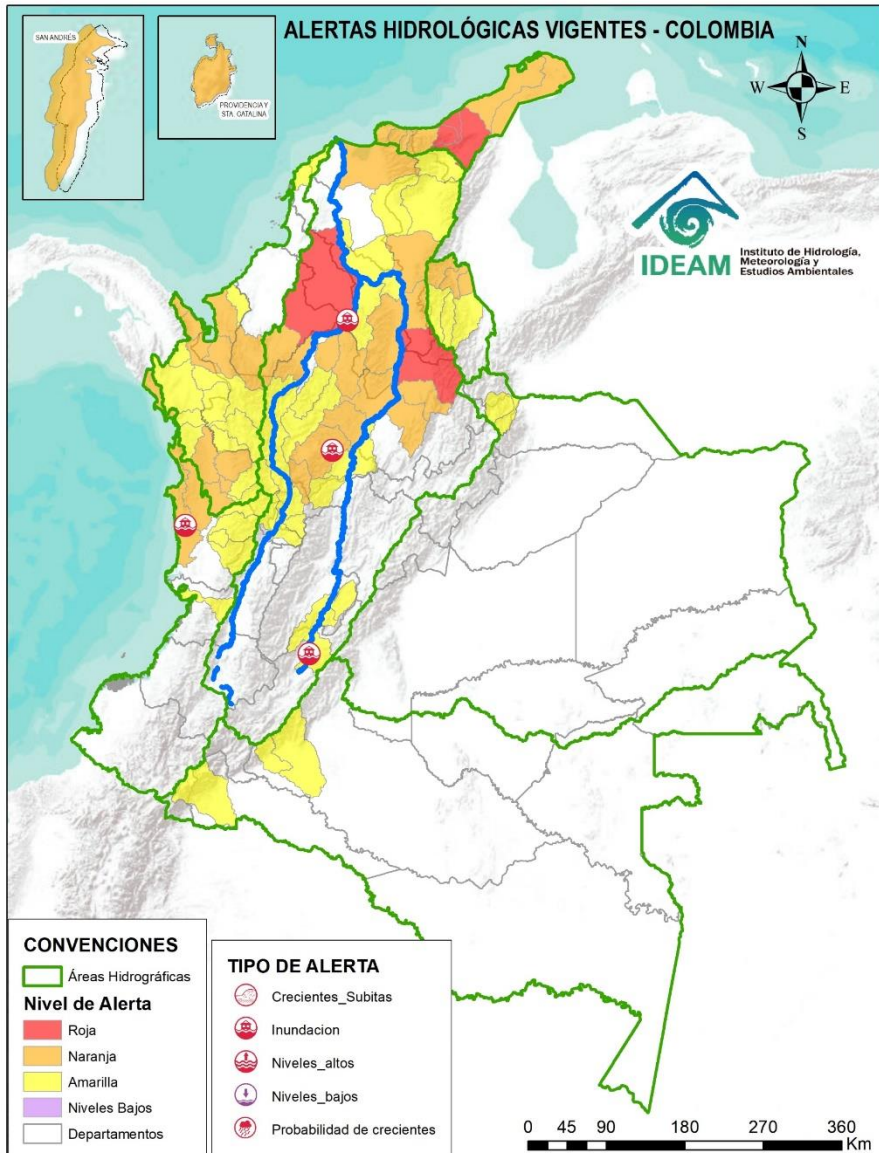 ALERTAS HIDROLÓGICAS VIGENTES - COLOMBIA
SAN ANDRÉS
PROVIDENCIA Y
STA. CATALINA
N
W
E
S
IDEAM
Instituto de Hidrología,
Meteorología y
Estudios Ambientales
CONVENCIONES
Áreas Hidrográficas
Nivel de Alerta
Roja
Naranja
Amarilla
Niveles Bajos
Departamentos
TIPO DE ALERTA
Crecientes_Subitas
Inundacion
Niveles_altos
Niveles_bajos
Probabilidad de crecientes
0 45 90 180 270 360
Km